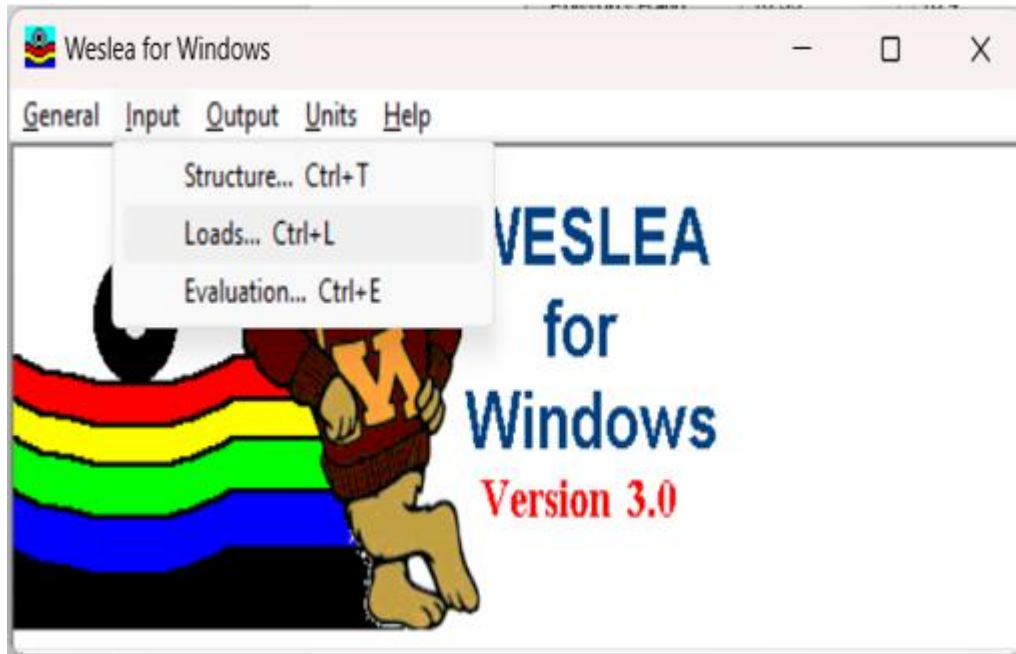 Weslea for Windows
General Input Output Units Help
Structure... Ctrl+T
Loads... Ctrl+L
Evaluation... Ctrl+E
VESLEA
for
Windows
Version 3.0